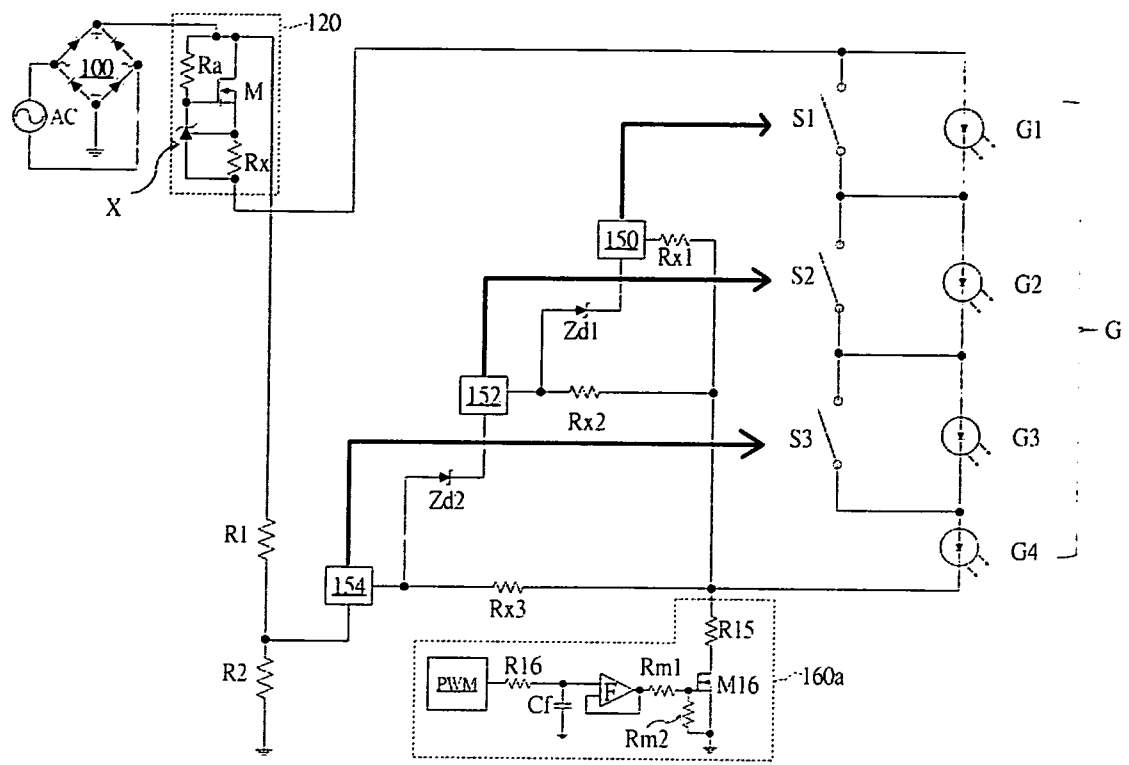 120
100
Ra
M
AC
Rx
X
S1
G1
150
Rx1
S2
G2
Zd1
G
152
Rx2
S3
G3
Zd2
R1
G4
154
Rx3
R15
R2
PWM
R16
Rm1
F
M16
160a
Cf
Rm2